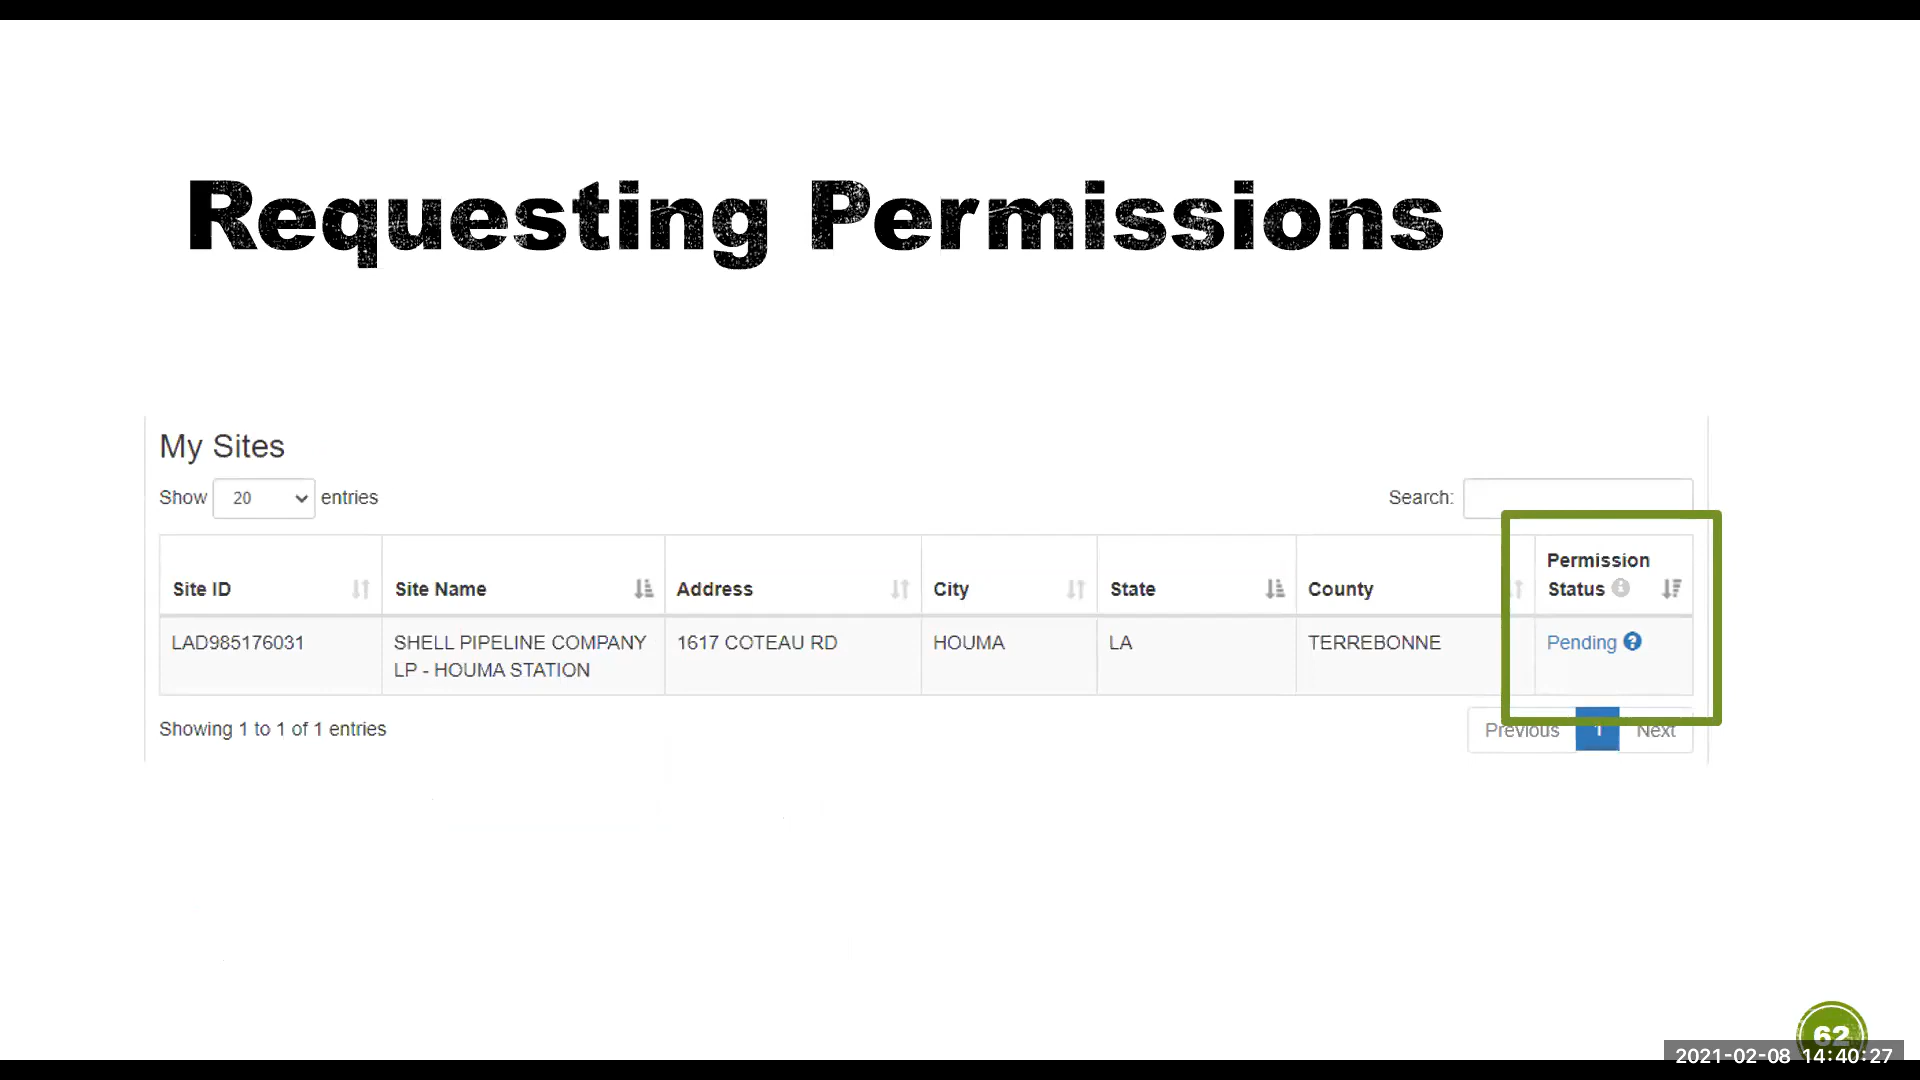 Requesting Permissions
My Sites
Show 20 entries
Search:
Site ID Site Name Address City State County Permission Status
LAD985176031 SHELL PIPELINE COMPANY 1617 COTEAU RD HOUMA LA TERREBONNE Pending
LP - HOUMA STATION
Showing 1 to 1 of 1 entries
Previous 1 Next
62
2021-02-08 14:40:27